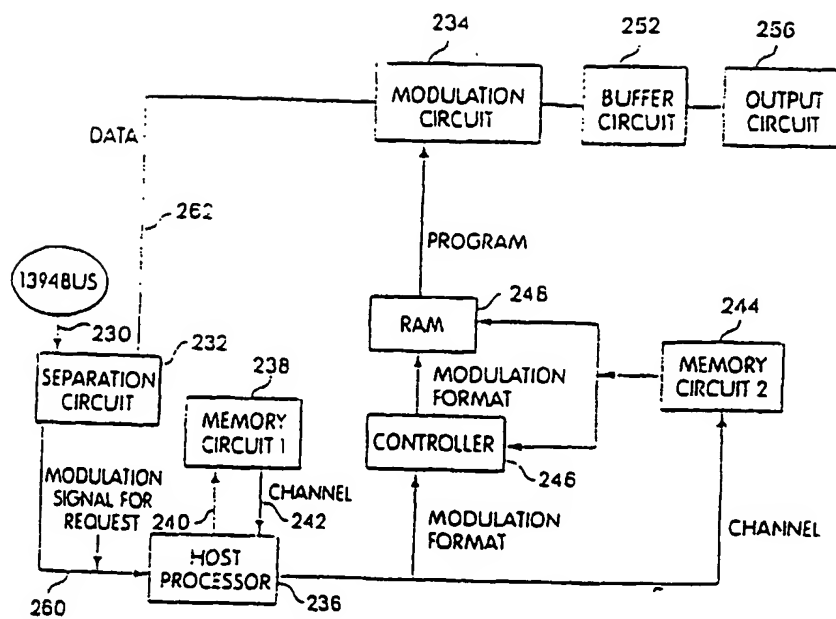 234
252
256
MODULATION
CIRCUIT
BUFFER
CIRCUIT
OUTPUT
CIRCUIT
DATA
262
PROGRAM
1394BUS
230
232
SEPARATION
CIRCUIT
238
MEMORY
CIRCUIT 1
246
RAM
244
MEMORY
CIRCUIT 2
MODULATION
FORMAT
CONTROLLER
246
MODULATION
SIGNAL FOR
REQUEST
240
CHANNEL
242
MODULATION
FORMAT
CHANNEL
HOST
PROCESSOR
236
260